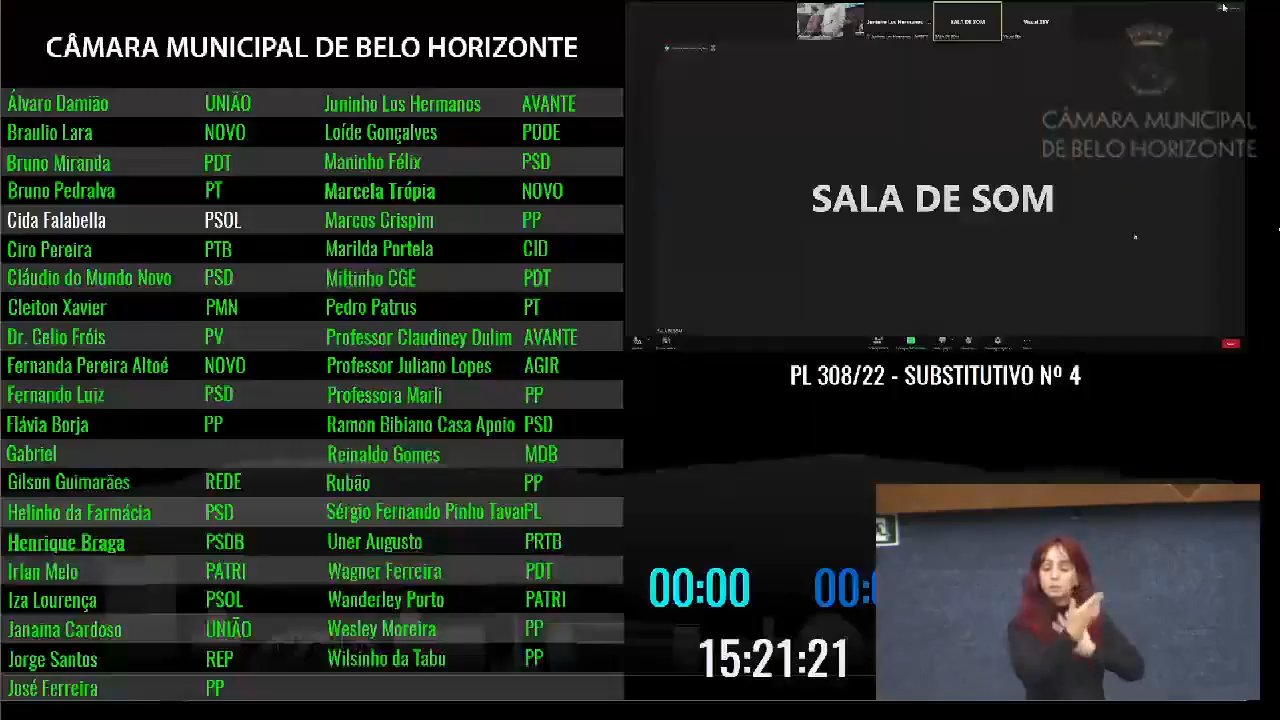 CÂMARA MUNICIPAL DE BELO HORIZONTE
Álvaro Damião UNIÃO
Braulio Lara NOVO
Bruno Miranda PDT
Bruno Pedralva PT
Cida Falabella PSOL
Ciro Pereira PTB
Cláudio do Mundo Novo PSD
Cleiton Xavier PMN
Dr. Celio Fróis PV
Fernanda Pereira Altoé NOVO
Fernando Luiz PSD
Flávia Borja PP
Gabriel
Gilson Guimarães REDE
Helinho da Farmácia PSD
Henrique Braga PSDB
Irlan Melo PATRI
Iza Lourença PSOL
Janaina Cardoso UNIÃO
Jorge Santos REP
José Ferreira PP
Juninho Los Hermanos AVANTE
Loíde Gonçalves PODE
Maninho Félix PSD
Marcela Trópia NOVO
Marcos Crispim PP
Marilda Portela CID
Miltinho CGE PDT
Pedro Patrus PT
Professor Claudiney Dulim AVANTE
Professor Juliano Lopes AGIR
Professora Marli PP
Ramon Bibiano Casa Apoio PSD
Reinaldo Gomes MDB
Rubão PP
Sérgio Fernando Pinho Tavar PL
Uner Augusto PRTB
Wagner Ferreira PDT
Wanderley Porto PATRI
Wesley Moreira PP
Wilsinho da Tabu PP
Juninho Los Hermanos
SALA DE SOM
CÂMARA MUNICIPAL
DE BELO HORIZONTE
SALA DE SOM
PL 308/22 - SUBSTITUTIVO Nº 4
00:00
15:21:21